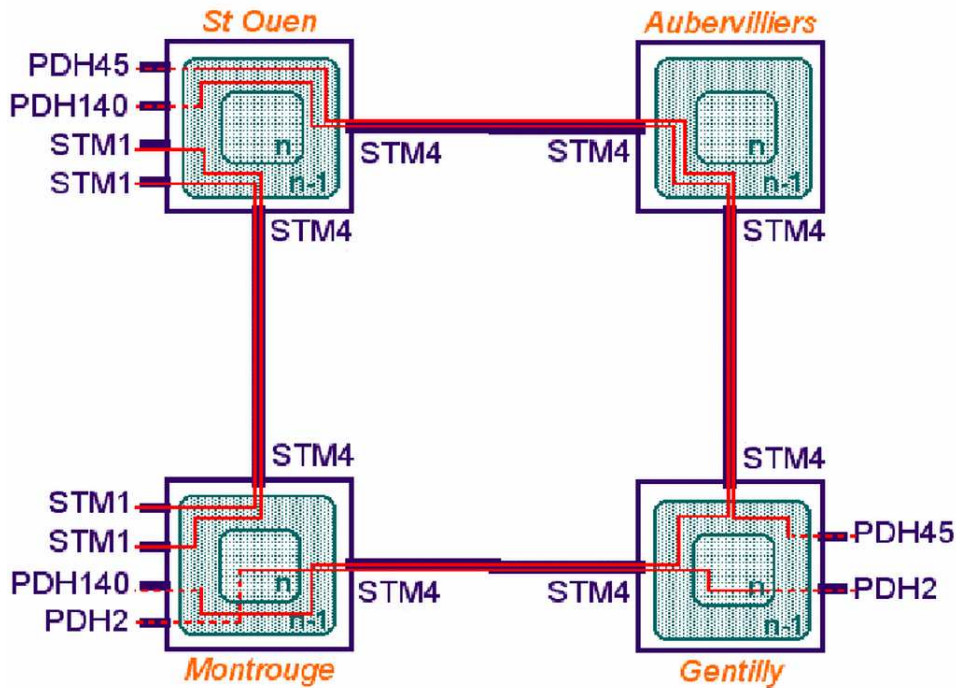 St Ouen
Aubervilliers
PDH45
PDH140
STM1
STM1
n
n-1
STM4
STM4
n
n-1
STM4
STM4
STM4
STM4
STM1
STM1
PDH140
PDH2
n
n-1
STM4
STM4
n
n-1
PDH45
PDH2
Montrouge
Gentilly